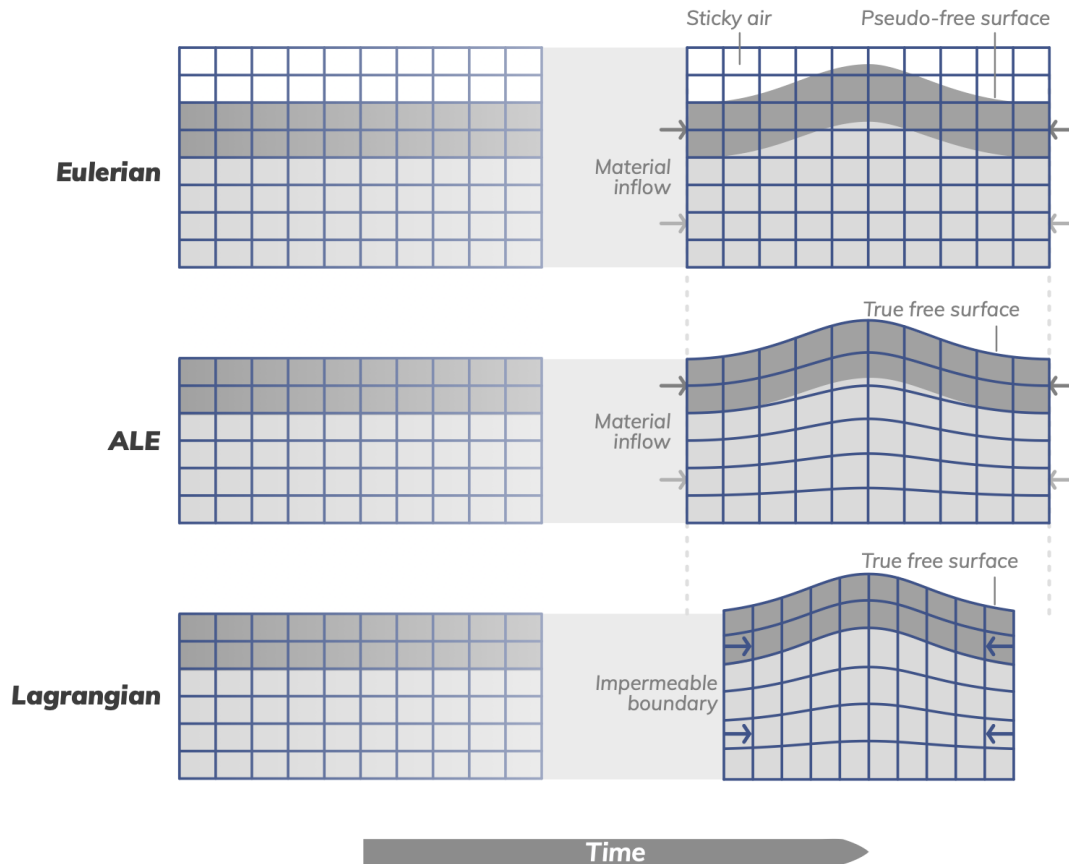 Sticky air
Pseudo-free surface
Eulerian
Material
inflow
True free surface
ALE
Material
inflow
True free surface
Lagrangian
Impermeable
boundary
Time